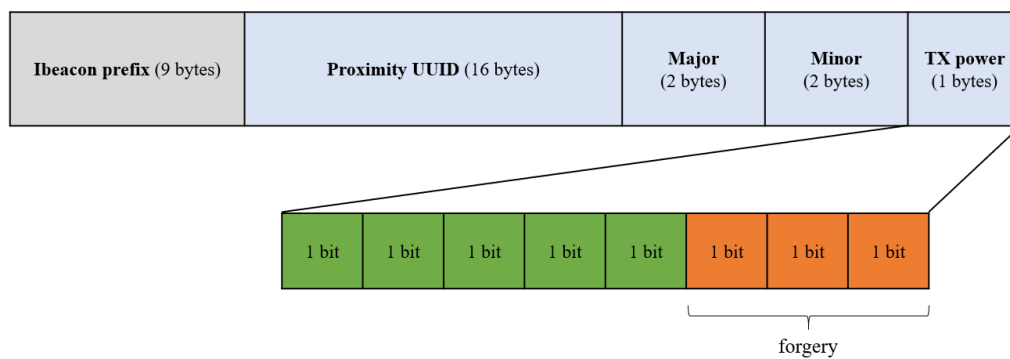 Ibeacon prefix (9 bytes)
Proximity UUID (16 bytes)
Major
(2 bytes)
Minor
(2 bytes)
TX power
(1 bytes)
1 bit
1 bit
1 bit
1 bit
1 bit
1 bit
1 bit
1 bit
forgery